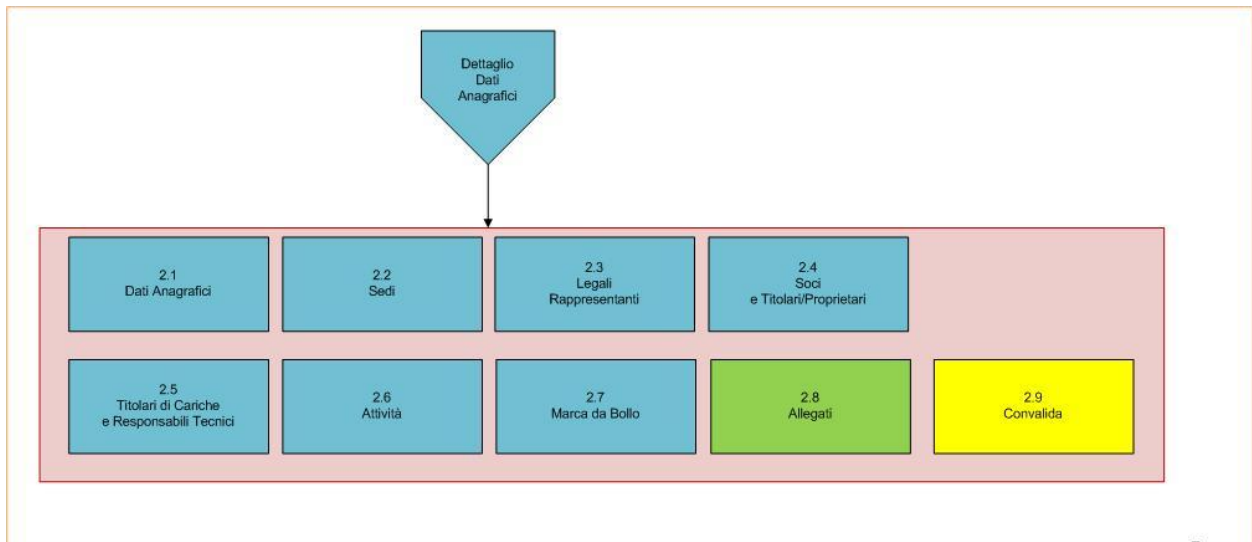 Dettaglio
Dati
Anagrafici
2.1
Dati Anagrafici
2.2
Sedi
2.3
Legali
Rappresentanti
2.4
Soci
e Titolari/Proprietari
2.5
Titolari di Cariche
e Responsabili Tecnici
2.6
Attività
2.7
Marca da Bollo
2.8
Allegati
2.9
Convalida